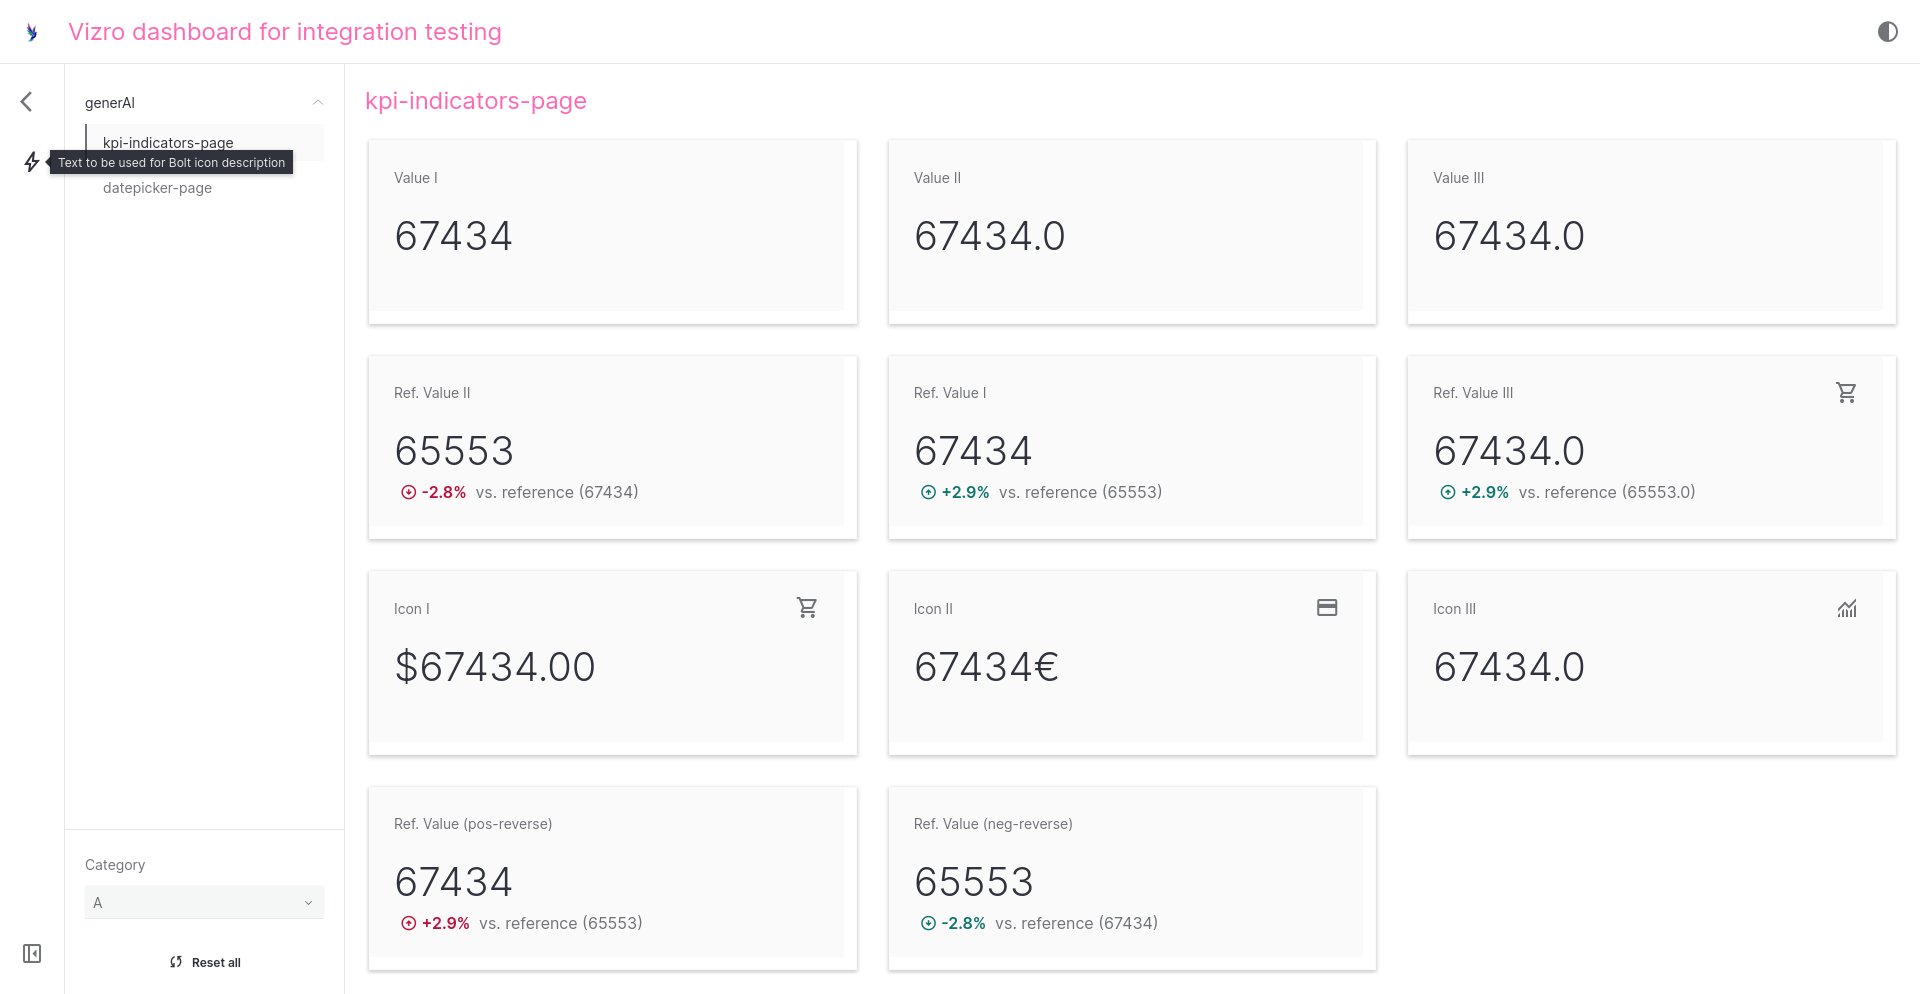 Vizro dashboard for integration testing
generAI
kpi-indicators-page
Text to be used for Bolt icon description
datepicker-page
Category
A
Reset all
kpi-indicators-page
Value I
67434
Value II
67434.0
Value III
67434.0
Ref. Value II
65553
-2.8% vs. reference (67434)
Ref. Value I
67434
+2.9% vs. reference (65553)
Ref. Value III
67434.0
+2.9% vs. reference (65553.0)
Icon I
$67434.00
Icon II
67434€
Icon III
67434.0
Ref. Value (pos-reverse)
67434
+2.9% vs. reference (65553)
Ref. Value (neg-reverse)
65553
-2.8% vs. reference (67434)